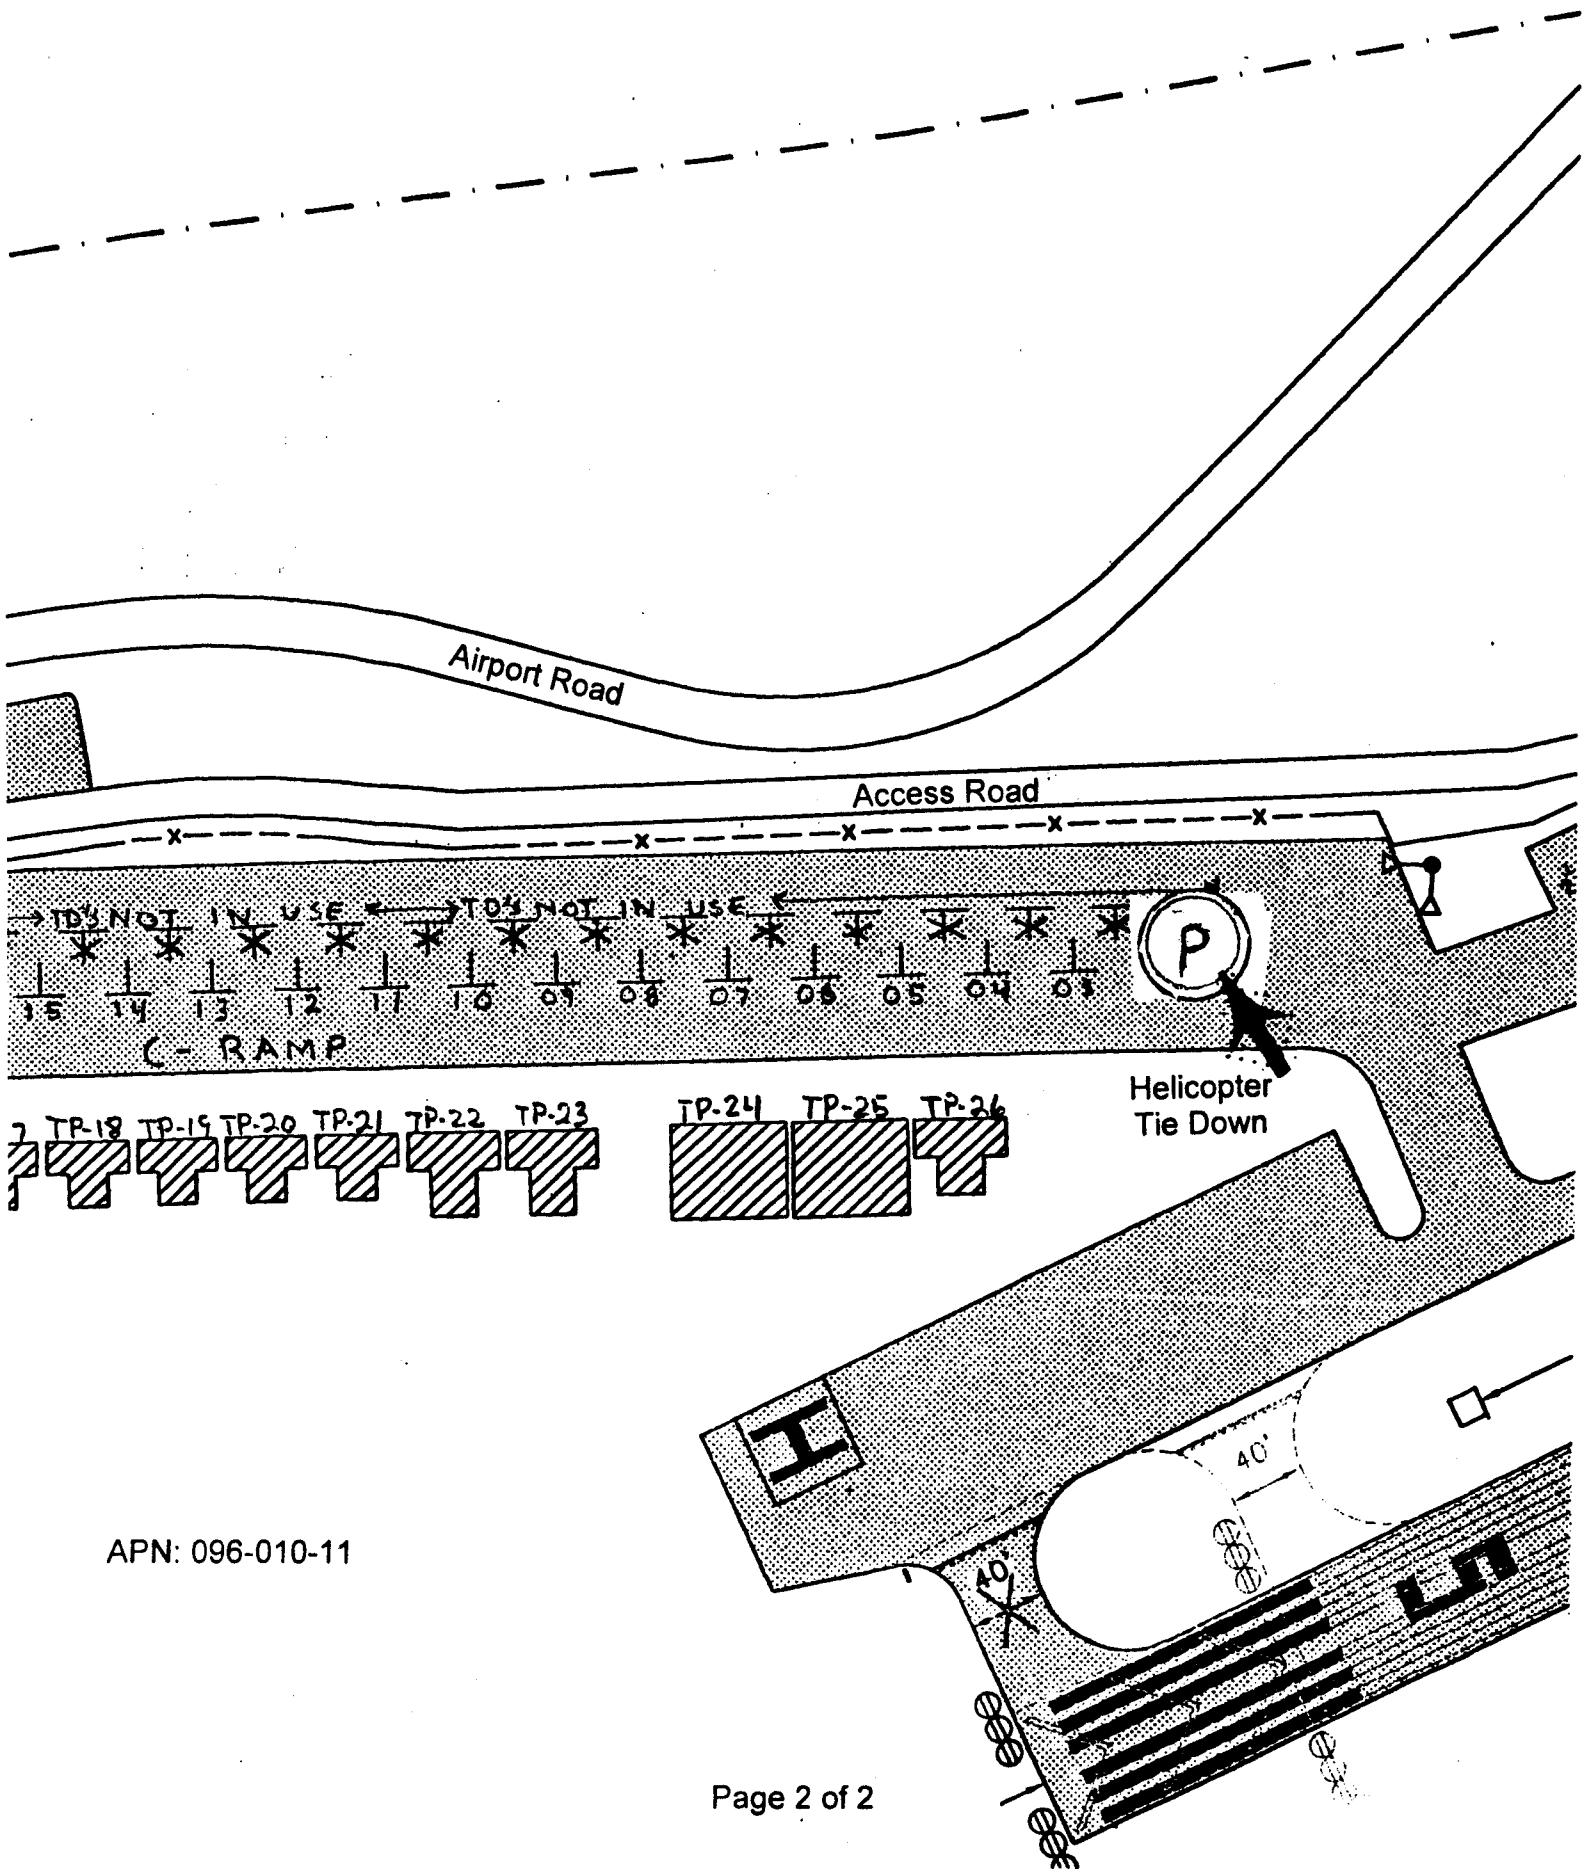 Airport Road
Access Road
X X X X X
TD'S NOT IN USE TD'S NOT IN USE
P
15 14 13 12 11 10 09 08 07 06 05 04 03
C- RAMP
Helicopter
Tie Down
7 TP-18 TP-19 TP-20 TP-21 TP-22 TP-23 TP-24 TP-25 TP-26
H
40'
40'
5
APN: 096-010-11
Page 2 of 2